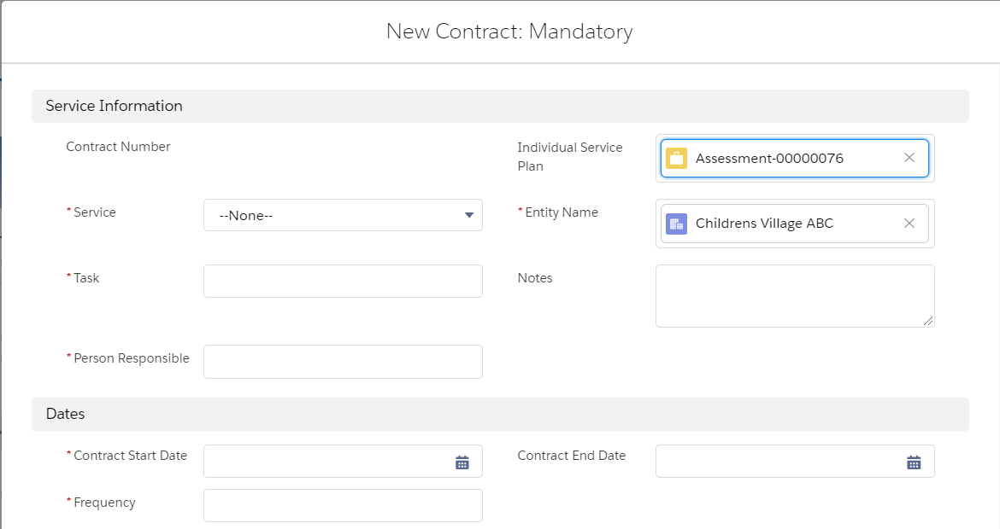 New Contract: Mandatory
Service Information
Contract Number
Individual Service
Plan
Assessment-00000076
* Service
--None--
* Entity Name
Childrens Village ABC
* Task
Notes
* Person Responsible
Dates
* Contract Start Date
Contract End Date
* Frequency